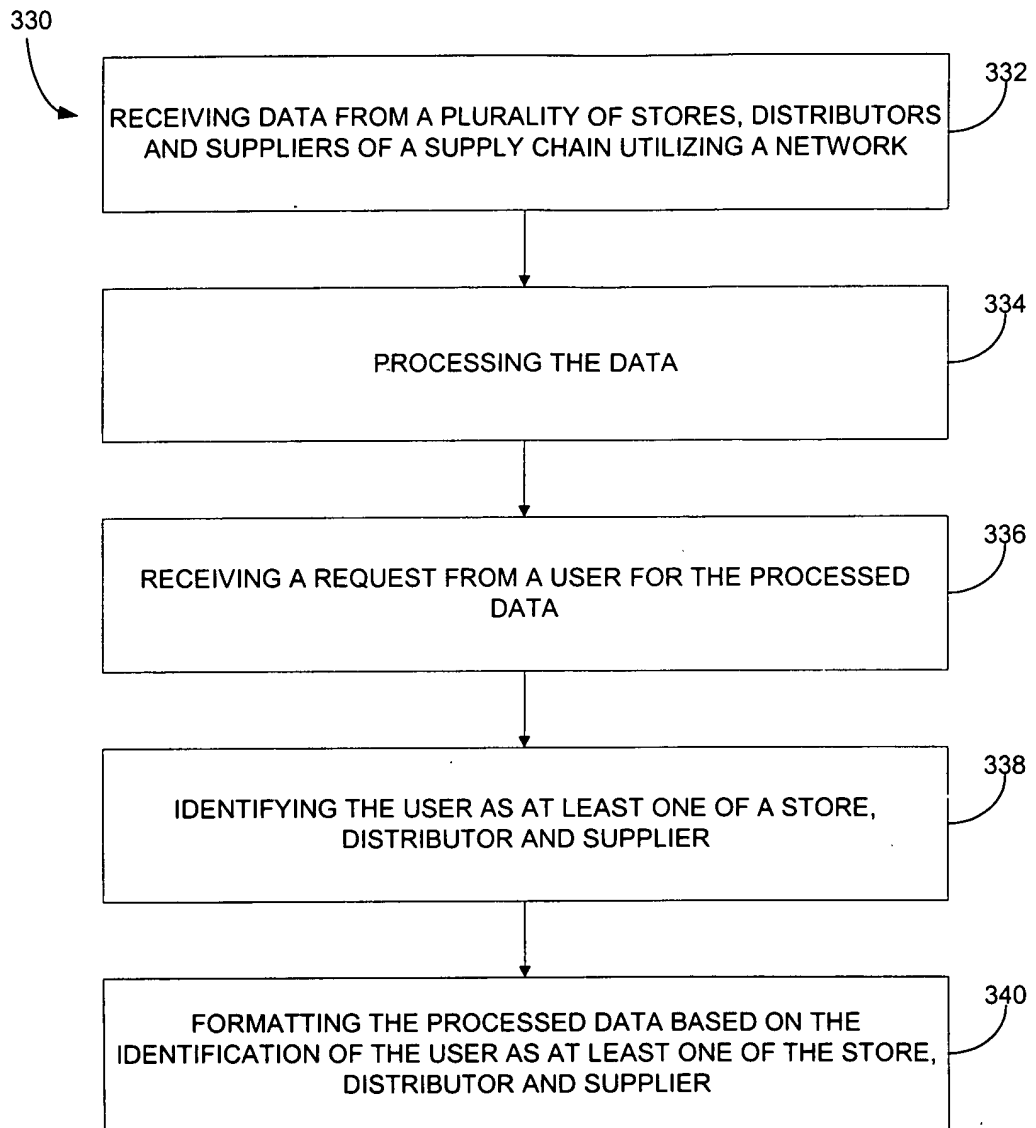 330
332
RECEIVING DATA FROM A PLURALITY OF STORES, DISTRIBUTORS
AND SUPPLIERS OF A SUPPLY CHAIN UTILIZING A NETWORK
334
PROCESSING THE DATA
336
RECEIVING A REQUEST FROM A USER FOR THE PROCESSED
DATA
338
IDENTIFYING THE USER AS AT LEAST ONE OF A STORE,
DISTRIBUTOR AND SUPPLIER
340
FORMATTING THE PROCESSED DATA BASED ON THE
IDENTIFICATION OF THE USER AS AT LEAST ONE OF THE STORE,
DISTRIBUTOR AND SUPPLIER